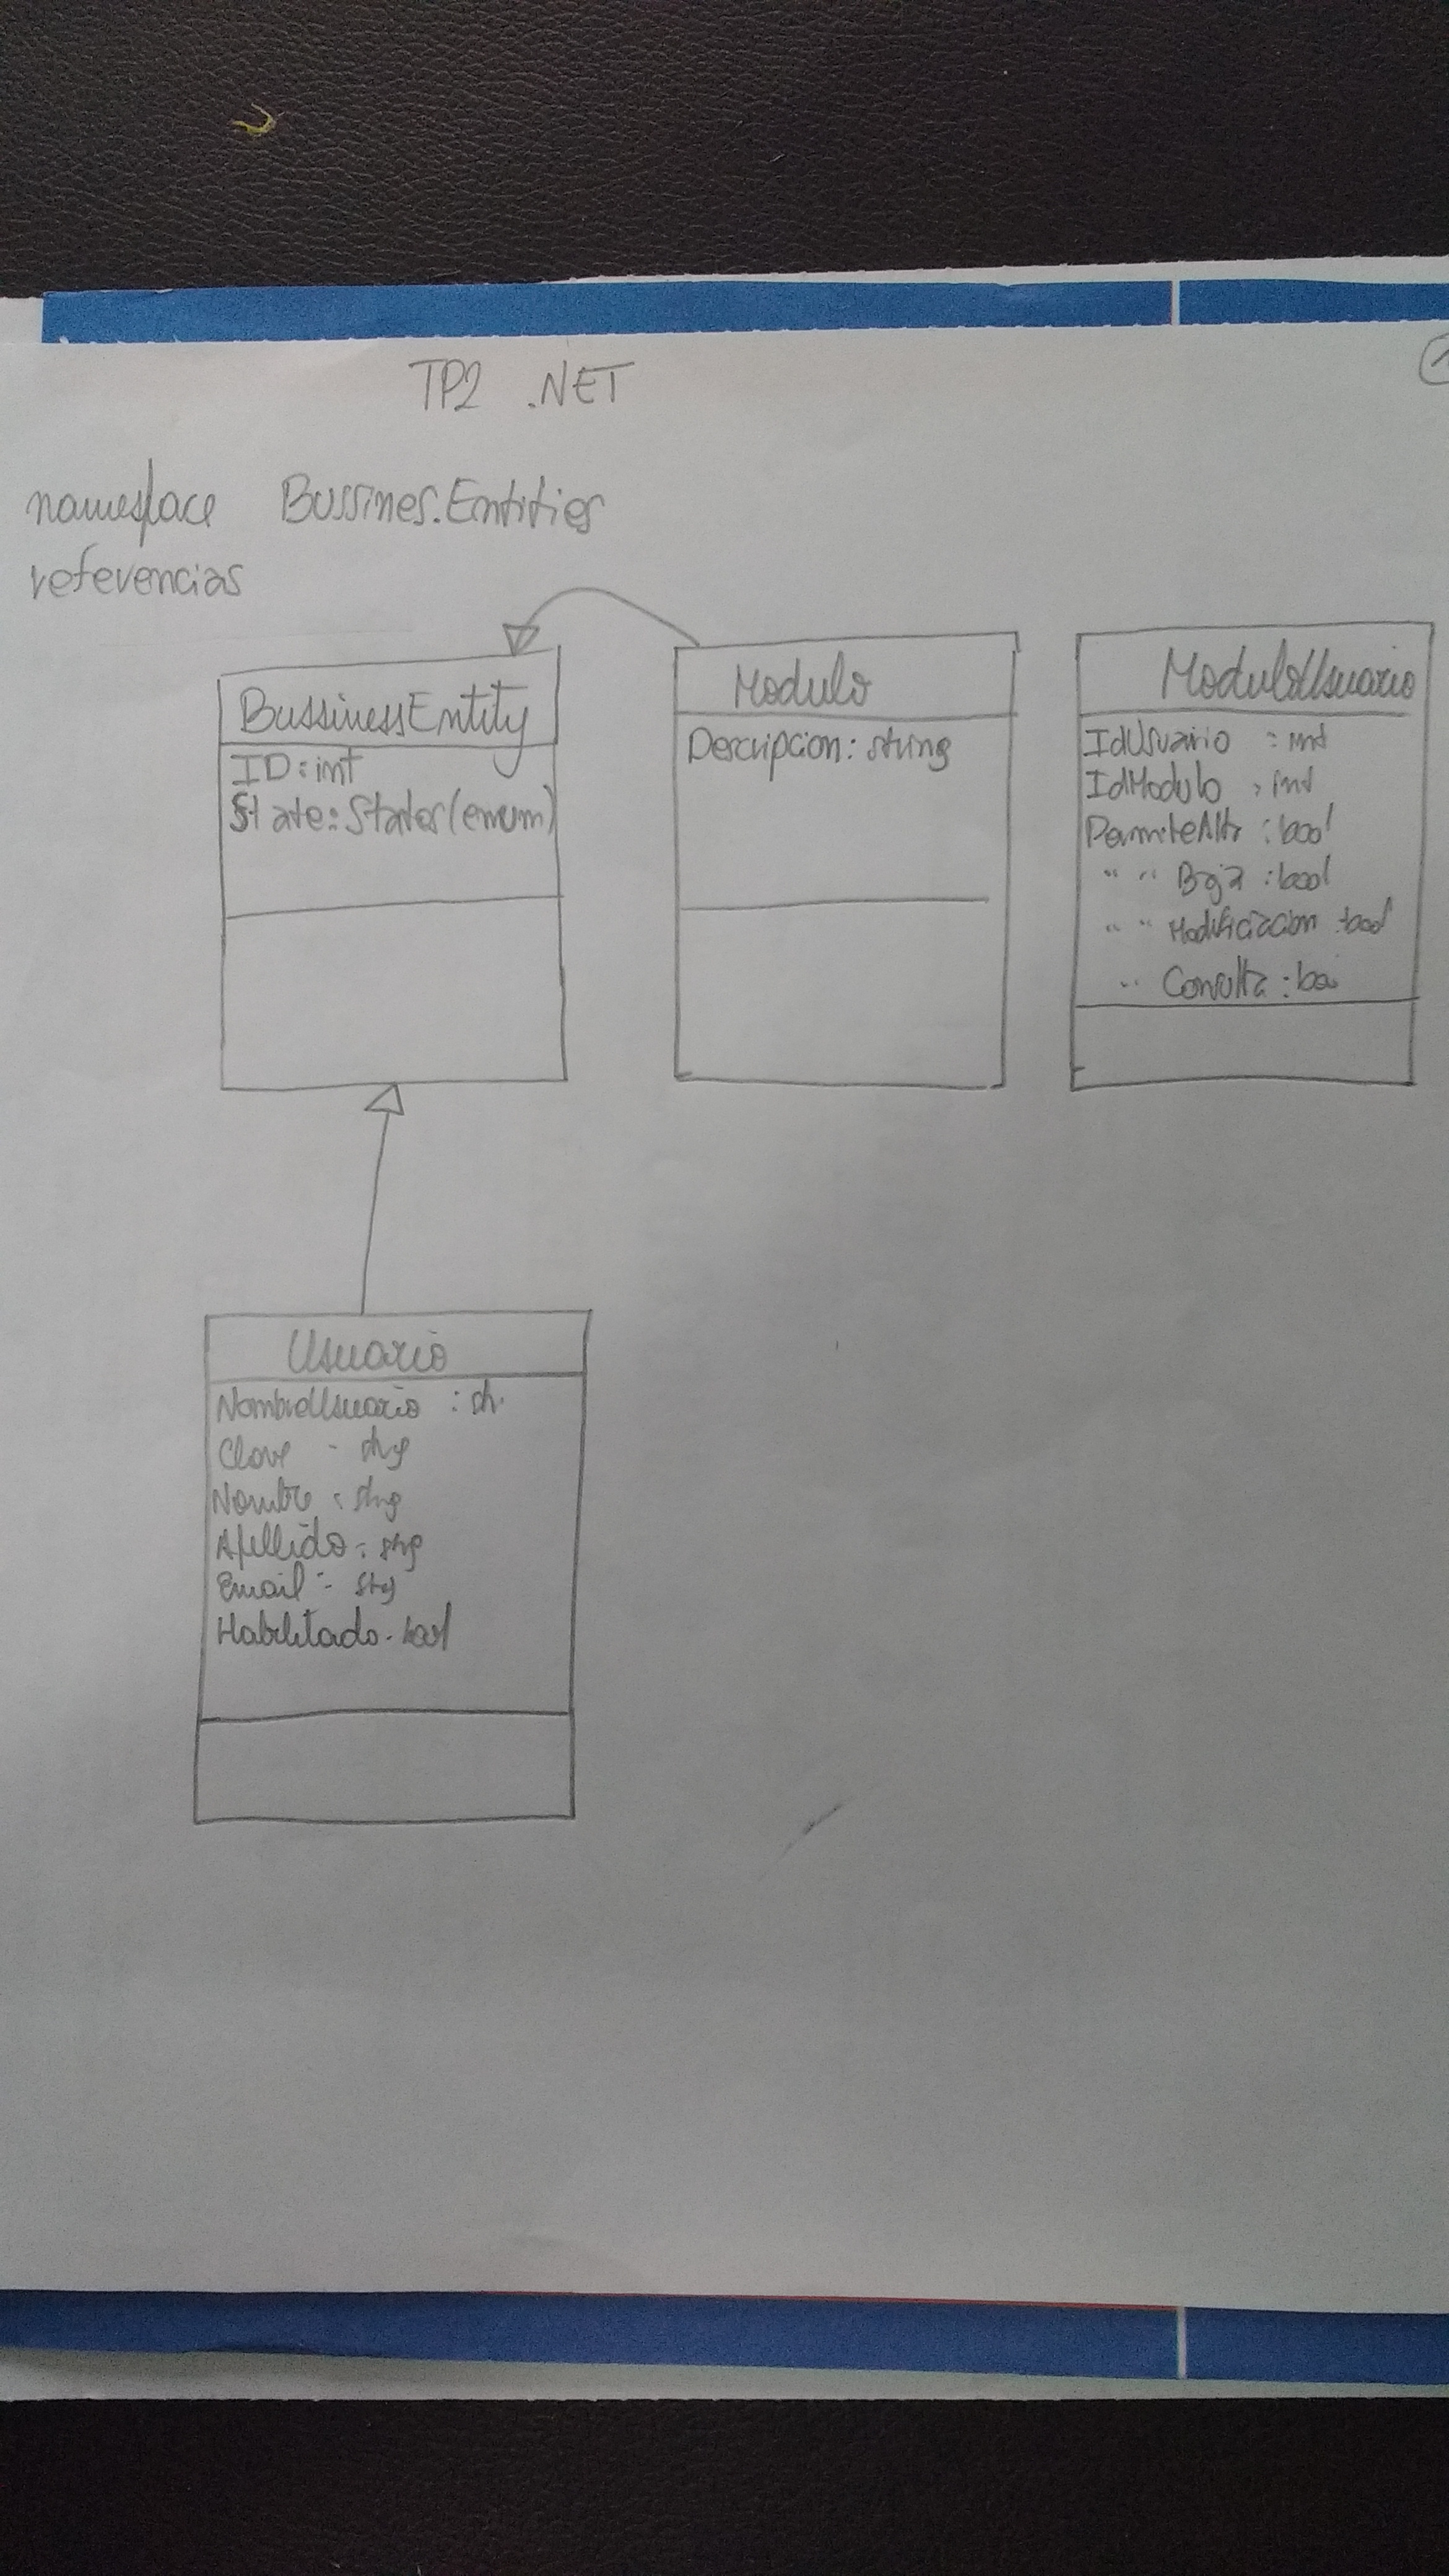 TP2 .NET
namespace Bussines.Entities
referencias
BussinessEntity
ID: int
State: States(enum)
Modulo
Descripcion: string
ModuloUsuario
IdUsuario : int
IdModulo : int
PermiteAlta : bool
" " Baja : bool
" " Modificiacion : bool
" Consulta : boo
Usuario
NombreUsuario : str
Clave - strg
Nombre : strg
Apellido : strg
Email : strg
Habilitado - bool